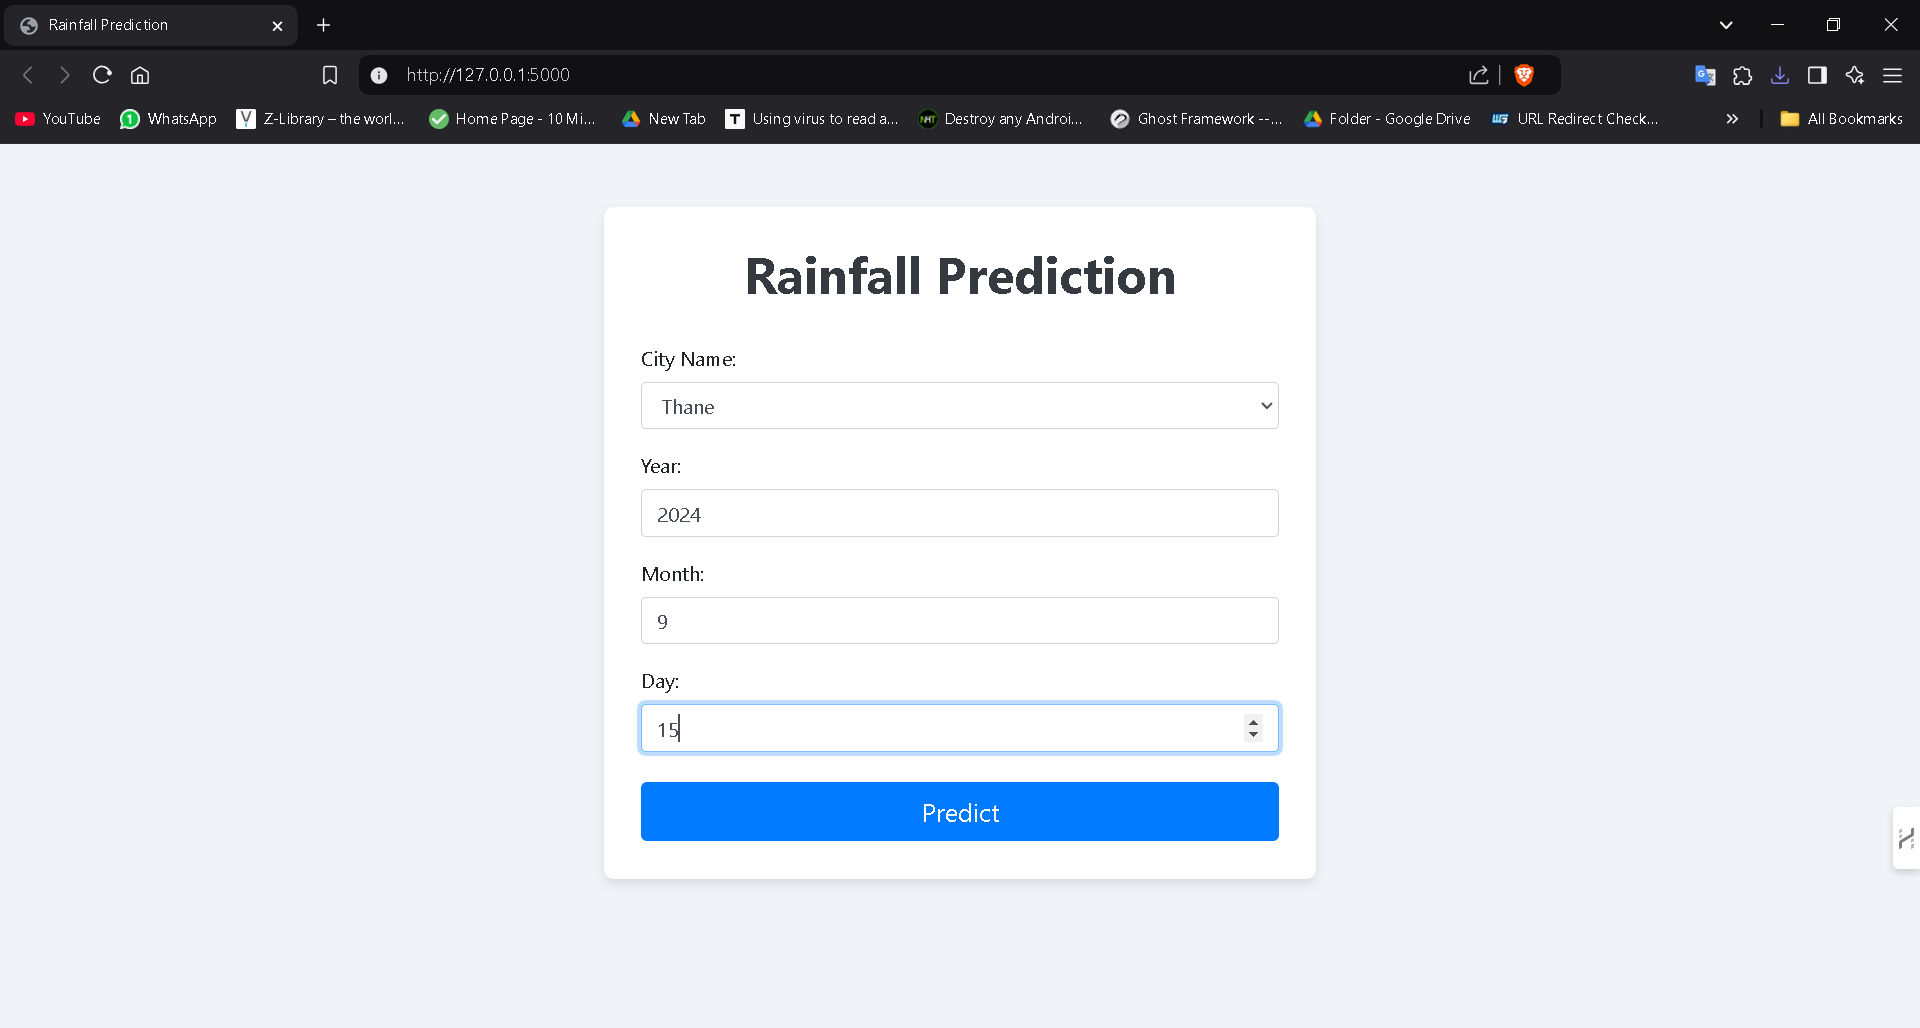 Rainfall Prediction
http://127.0.0.1:5000
YouTube WhatsApp Z-Library – the worl... Home Page - 10 Mi... New Tab Using virus to read a... Destroy any Androi... Ghost Framework --... Folder - Google Drive URL Redirect Check... All Bookmarks
Rainfall Prediction
City Name:
Thane
Year:
2024
Month:
9
Day:
15
Predict